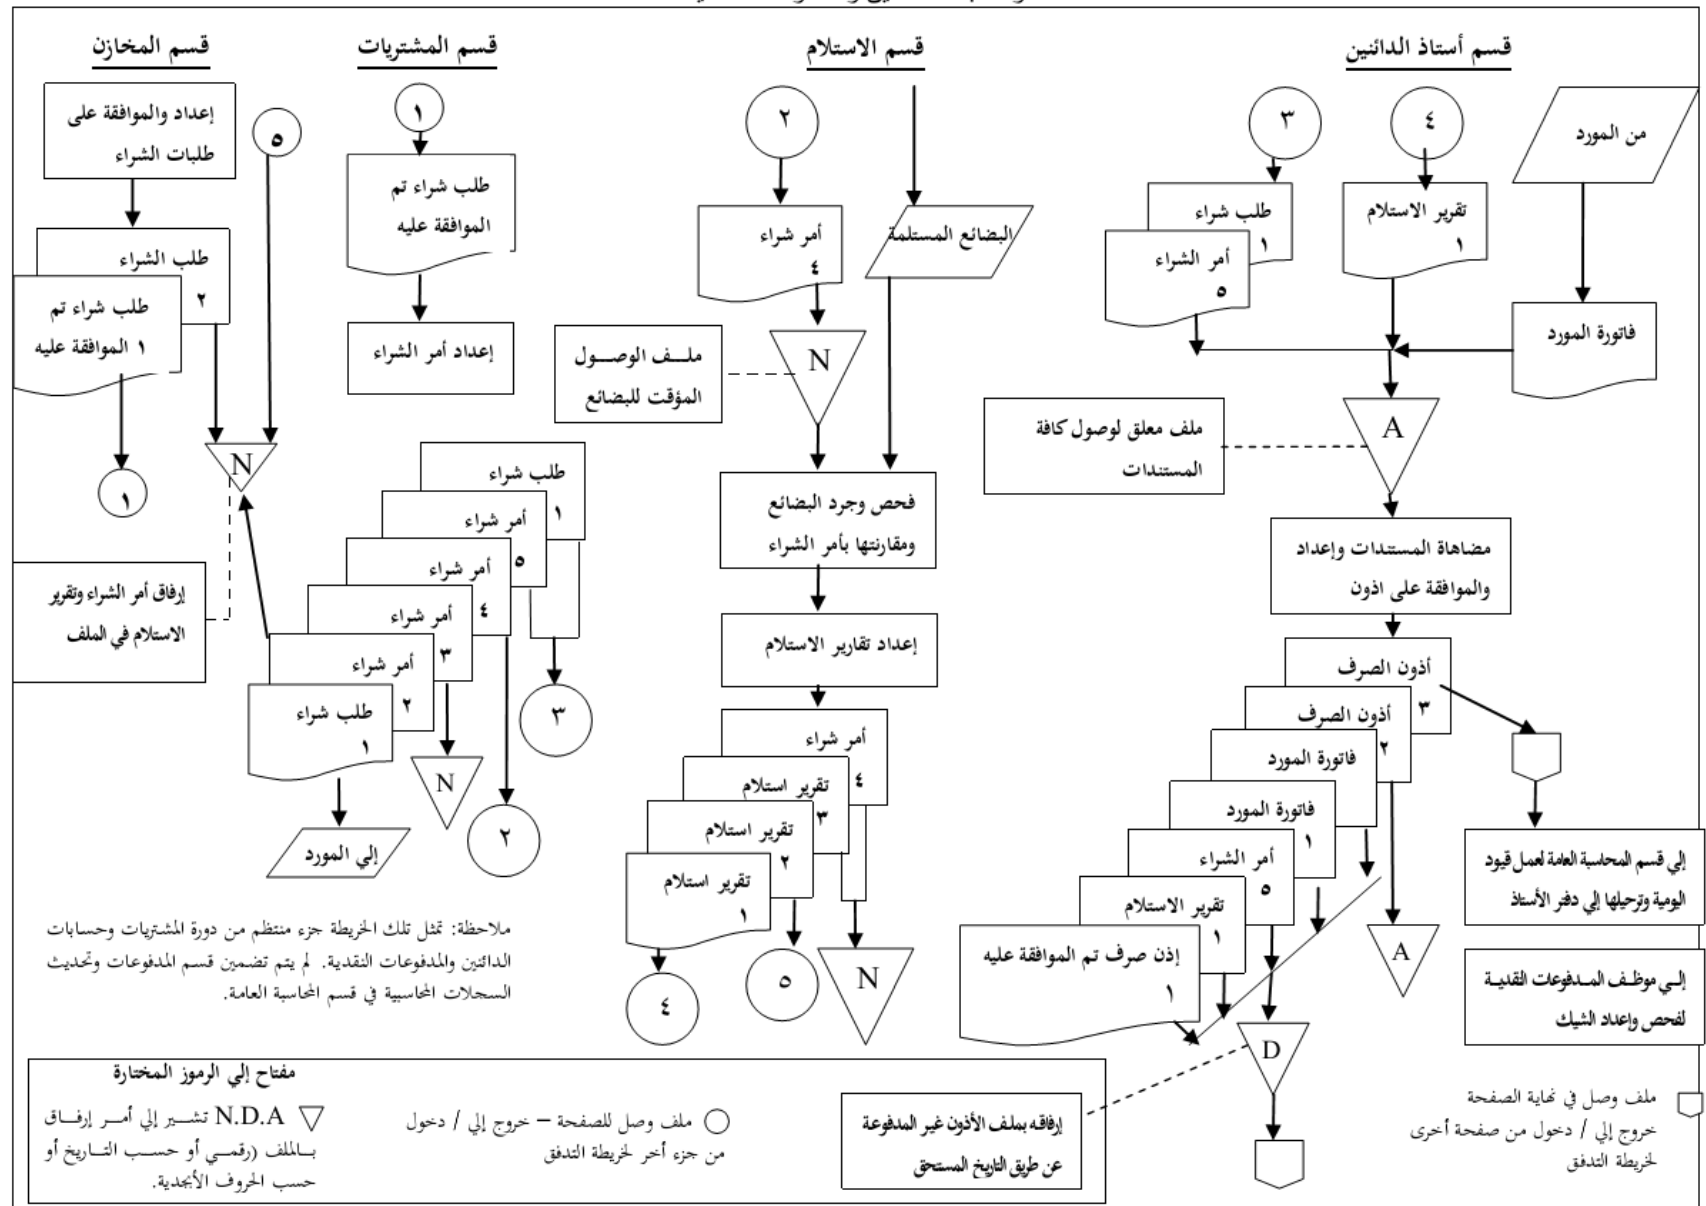 قسم المخازن
إعداد والموافقة على
طلبات الشراء
٥
طلب الشراء
٢
طلب شراء تم
١ الموافقة عليه
١
N
إرفاق أمر الشراء وتقرير
الاستلام في الملف
قسم المشتريات
١
طلب شراء تم
الموافقة عليه
إعداد أمر الشراء
طلب شراء
١
أمر شراء
٥
أمر شراء
٤
أمر شراء
٣
أمر شراء
٢
طلب شراء
١
٣
N
٢
إلي المورد
قسم الاستلام
٢
أمر شراء
٤
البضائع المستلمة
ملف الوصول
المؤقت للبضائع
N
فحص وجرد البضائع
ومقارنتها بأمر الشراء
إعداد تقارير الاستلام
أمر شراء
٤
تقرير استلام
٣
تقرير استلام
٢
تقرير استلام
١
٤
٥
N
قسم أستاذ الدائنين
٣
٤
من المورد
طلب شراء
١
أمر الشراء
٥
تقرير الاستلام
١
فاتورة المورد
ملف معلق لوصول كافة
المستندات
A
مضاهاة المستندات وإعداد
والموافقة على اذون
أذون الصرف
٣
أذون الصرف
٢
فاتورة المورد
فاتورة المورد
١
أمر الشراء
٥
تقرير الاستلام
١
إذن صرف تم الموافقة عليه
١
إلي قسم المحاسبة العامة لعمل قيود
اليومية وترحيلها إلي دفتر الأستاذ
A
إلي موظف المدفوعات النقدية
لفحص وإعداد الشيك
D
ملاحظة: تمثل تلك الخريطة جزء منتظم من دورة المشتريات وحسابات
الدائنين والمدفوعات النقدية. لم يتم تضمين قسم المدفوعات وتحديث
السجلات المحاسبية في قسم المحاسبة العامة.
مفتاح إلي الرموز المختارة
N.D.A تشير إلي أمر إرفاق
بالملف (رقمي أو حسب التاريخ أو
حسب الحروف الأبجدية.
ملف وصل للصفحة – خروج إلي / دخول
من جزء أخر لخريطة التدفق
إرفاقه بملف الأذون غير المدفوعة
عن طريق التاريخ المستحق
ملف وصل في نهاية الصفحة
خروج إلي / دخول من صفحة أخرى
لخريطة التدفق